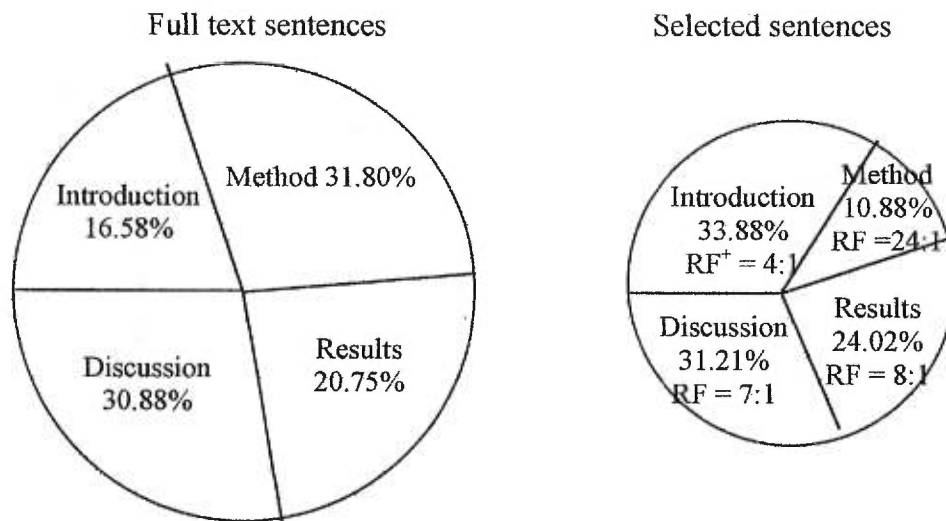 Full text sentences
Introduction
16.58%
Method 31.80%
Discussion
30.88%
Results
20.75%
Selected sentences
Introduction
33.88%
RF⁺ = 4:1
Method
10.88%
RF =24:1
Discussion
31.21%
RF = 7:1
Results
24.02%
RF = 8:1